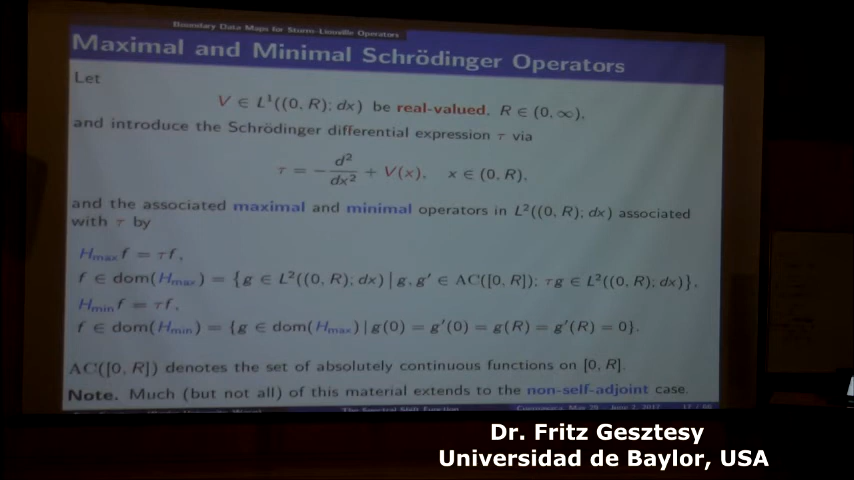 Boundary Data Maps for Sturm-Liouville Operators
Maximal and Minimal Schrödinger Operators
Let
V ∈ L¹((0, R); dx) be real-valued, R ∈ (0, ∞),
and introduce the Schrödinger differential expression τ via
τ = − d²/dx² + V(x), x ∈ (0, R),
and the associated maximal and minimal operators in L²((0, R); dx) associated
with τ by
H_max f = τf,
f ∈ dom(H_max) = {g ∈ L²((0, R); dx) | g, g′ ∈ AC([0, R]); τg ∈ L²((0, R); dx)},
H_min f = τf,
f ∈ dom(H_min) = {g ∈ dom(H_max) | g(0) = g′(0) = g(R) = g′(R) = 0}.
AC([0, R]) denotes the set of absolutely continuous functions on [0, R].
Note. Much (but not all) of this material extends to the non-self-adjoint case.
The Spectral Shift Function
Dr. Fritz Gesztesy
Universidad de Baylor, USA